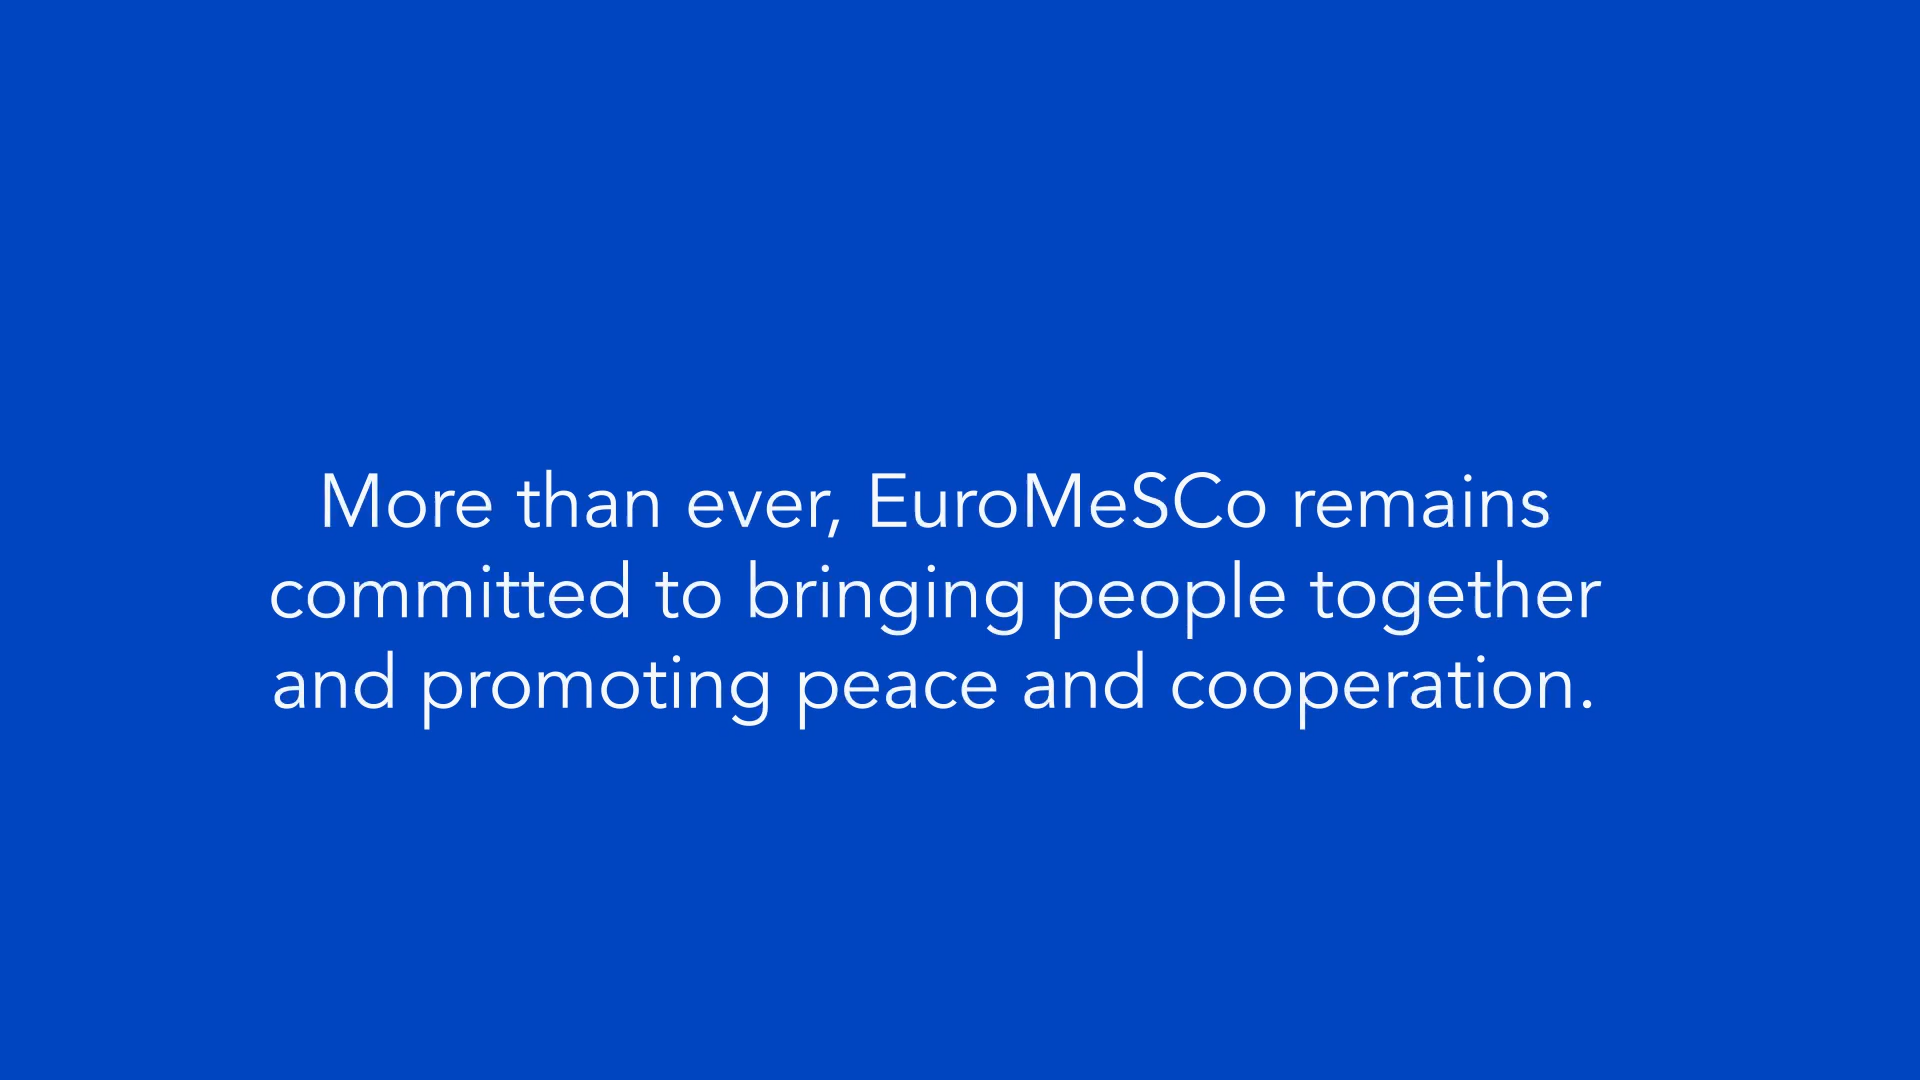 More than ever, EuroMeSCo remains
committed to bringing people together
and promoting peace and cooperation.